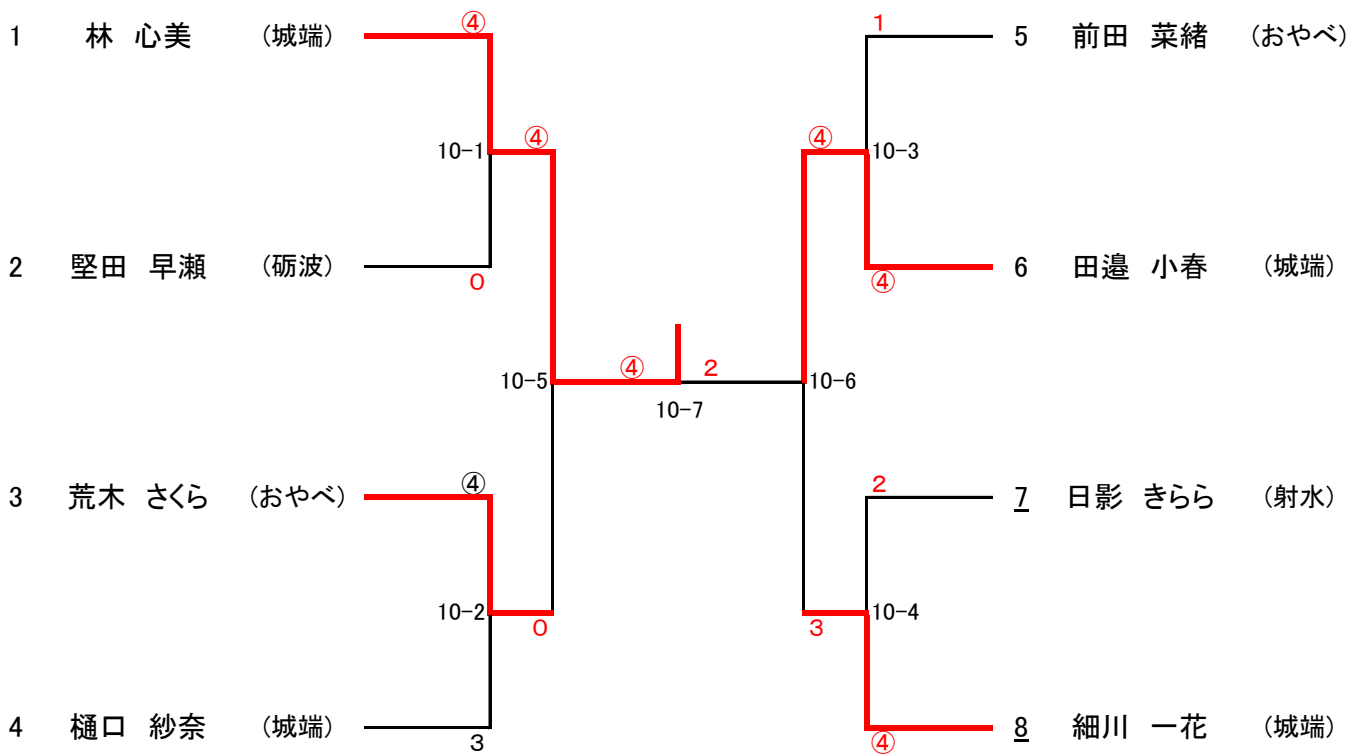 1 林 心美 (城端) ④
1 5 前田 菜緒 (おやべ)
10-1 ④
④ 10-3
2 堅田 早瀬 (砺波) 0
④ 6 田邉 小春 (城端)
10-5 ④ 2 10-6
10-7
3 荒木 さくら (おやべ) ④
2 7 日影 きらら (射水)
10-2 0
3 10-4
4 樋口 紗奈 (城端) 3
④ 8 細川 一花 (城端)